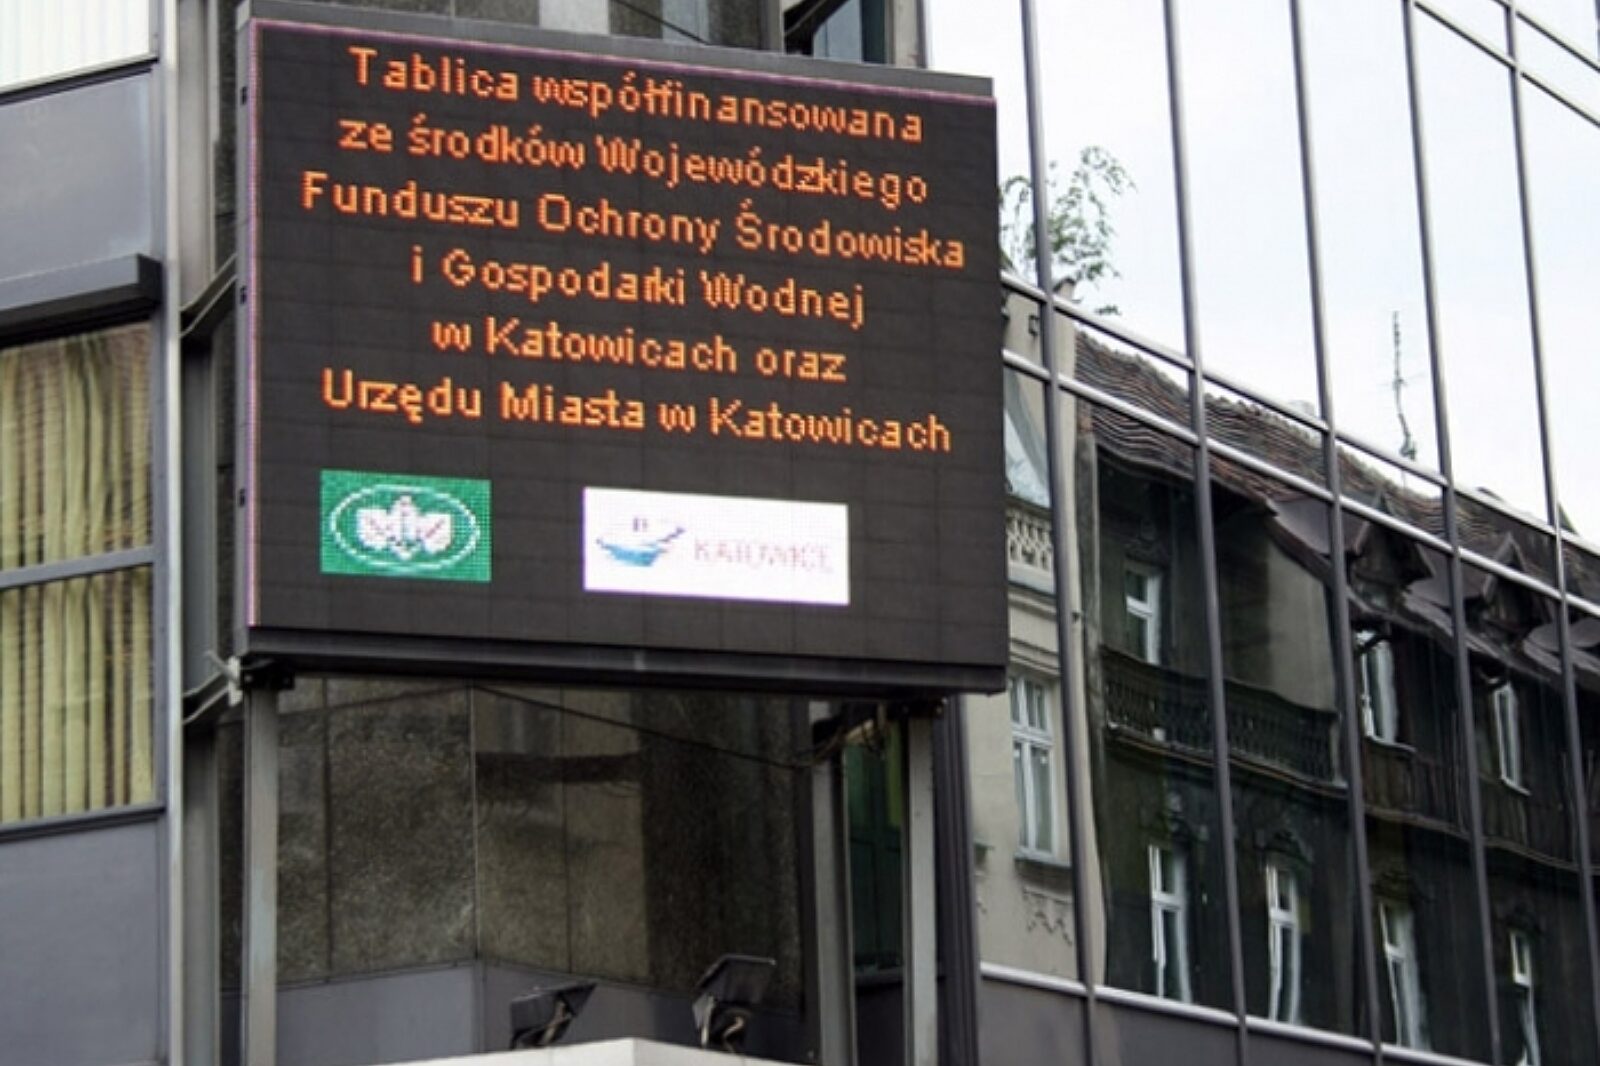 Tablica współfinansowana
ze środków Wojewódzkiego
Funduszu Ochrony Środowiska
i Gospodarki Wodnej
w Katowicach oraz
Urzędu Miasta w Katowicach
KATOWICE